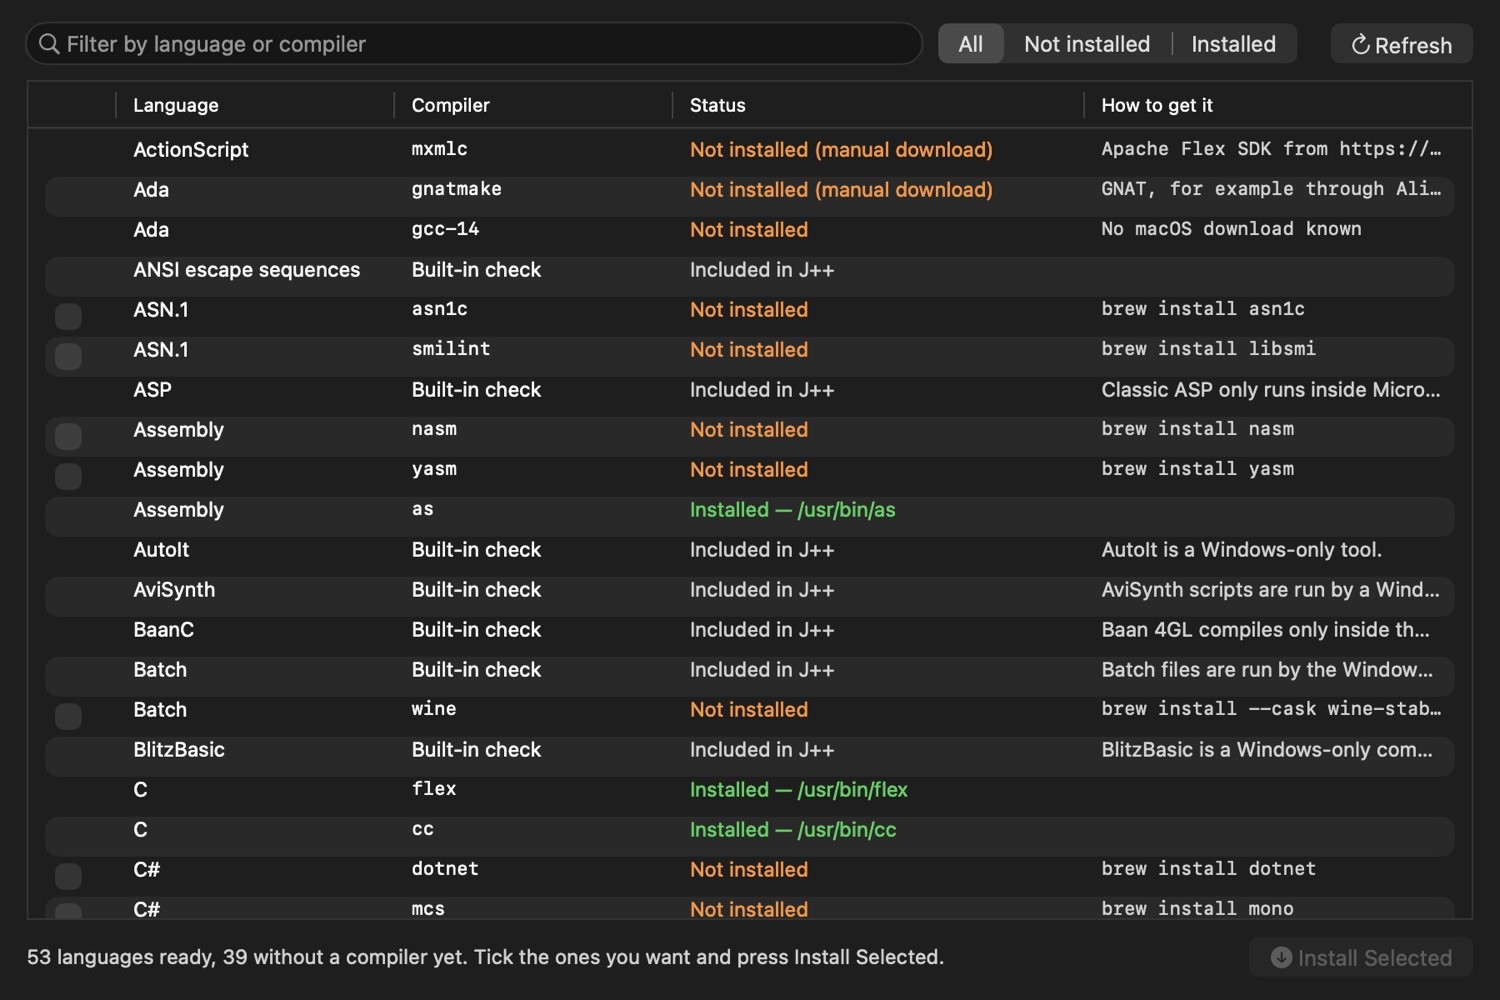 Filter by language or compiler All Not installed Installed Refresh
Language Compiler Status How to get it
ActionScript mxmlc Not installed (manual download) Apache Flex SDK from https://…
Ada gnatmake Not installed (manual download) GNAT, for example through Ali…
Ada gcc-14 Not installed No macOS download known
ANSI escape sequences Built-in check Included in J++
ASN.1 asn1c Not installed brew install asn1c
ASN.1 smilint Not installed brew install libsmi
ASP Built-in check Included in J++ Classic ASP only runs inside Micro...
Assembly nasm Not installed brew install nasm
Assembly yasm Not installed brew install yasm
Assembly as Installed — /usr/bin/as
AutoIt Built-in check Included in J++ AutoIt is a Windows-only tool.
AviSynth Built-in check Included in J++ AviSynth scripts are run by a Wind...
BaanC Built-in check Included in J++ Baan 4GL compiles only inside th...
Batch Built-in check Included in J++ Batch files are run by the Window...
Batch wine Not installed brew install --cask wine-stab…
BlitzBasic Built-in check Included in J++ BlitzBasic is a Windows-only com...
C flex Installed — /usr/bin/flex
C cc Installed — /usr/bin/cc
C# dotnet Not installed brew install dotnet
C# mcs Not installed brew install mono
53 languages ready, 39 without a compiler yet. Tick the ones you want and press Install Selected. Install Selected